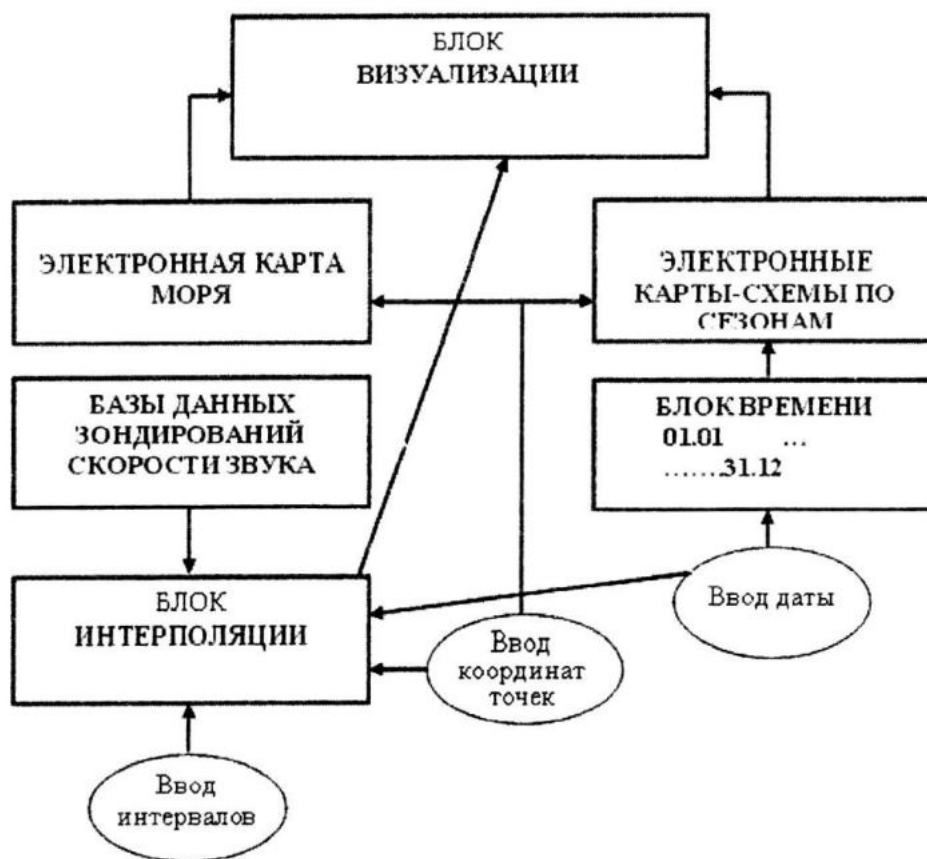 БЛОК
ВИЗУАЛИЗАЦИИ
ЭЛЕКТРОННАЯ КАРТА
МОРЯ
ЭЛЕКТРОННЫЕ
КАРТЫ-СХЕМЫ ПО
СЕЗОНАМ
БАЗЫ ДАННЫХ
ЗОНДИРОВАНИЙ
СКОРОСТИ ЗВУКА
БЛОК ВРЕМЕНИ
01.01 ...
.......31.12
БЛОК
ИНТЕРПОЛЯЦИИ
Ввод даты
Ввод
координат
точек
Ввод
интервалов